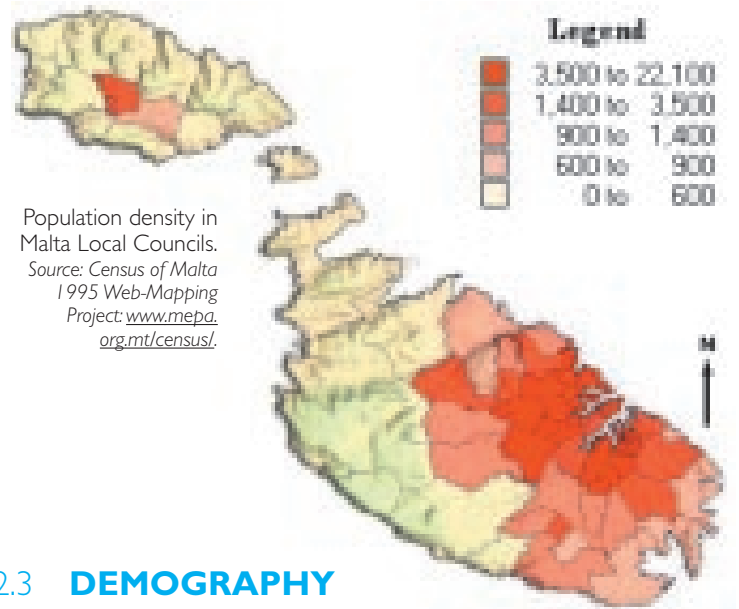 Legend
3,500 to 22,100
1,400 to 3,500
900 to 1,400
600 to 900
0 to 600
Population density in
Malta Local Councils.
Source: Census of Malta
1995 Web-Mapping
Project: www.mepa.
org.mt/census/.
N
2.3 DEMOGRAPHY